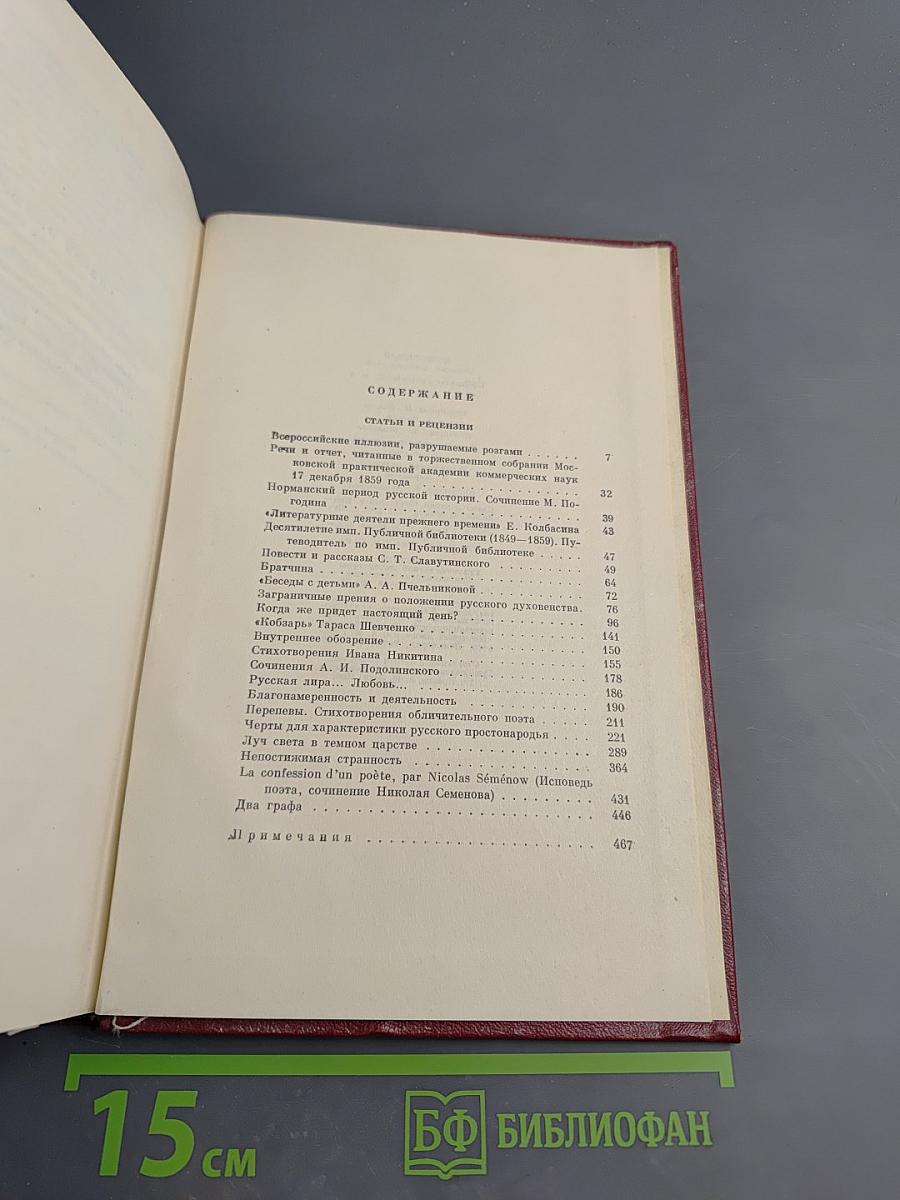 СОДЕРЖАНИЕ
СТАТЬИ И РЕЦЕНЗИИ
Всероссийские иллюзии, разрушаемые розгами . . . . . . 7
Речи и отчет, читанные в торжественном собрании Мос-
ковской практической академии коммерческих наук
17 декабря 1859 года . . . . . . . . . . . . . . . . 32
Норманский период русской истории. Сочинение М. По-
година . . . . . . . . . . . . . . . . . . . . . . . 39
«Литературные деятели прежнего времени» Е. Колбасина 43
Десятилетие имп. Публичной библиотеки (1849—1859). Пу-
теводитель по имп. Публичной библиотеке . . . . . 47
Повести и рассказы С. Т. Славутинского . . . . . . . . 49
Братчина . . . . . . . . . . . . . . . . . . . . . . . 64
«Беседы с детьми» А. А. Пчельниковой . . . . . . . . . 72
Заграничные прения о положении русского духовенства. 76
Когда же придет настоящий день? . . . . . . . . . . . 96
«Кобзарь» Тараса Шевченко . . . . . . . . . . . . . . 141
Внутреннее обозрение . . . . . . . . . . . . . . . . . 150
Стихотворения Ивана Никитина . . . . . . . . . . . . 155
Сочинения А. И. Подолинского . . . . . . . . . . . . 178
Русская лира... Любовь... . . . . . . . . . . . . . . 186
Благонамеренность и деятельность . . . . . . . . . . . 190
Перепевы. Стихотворения обличительного поэта . . . . . 211
Черты для характеристики русского простонародья . . . . 221
Луч света в темном царстве . . . . . . . . . . . . . . 289
Непостижимая странность . . . . . . . . . . . . . . . 364
La confession d'un poète, par Nicolas Séménow (Исповедь
поэта, сочинение Николая Семенова) . . . . . . . . . 431
Два графа . . . . . . . . . . . . . . . . . . . . . . 446
Примечания . . . . . . . . . . . . . . . . . . . . 467
15 см
БФ БИБЛИОФАН